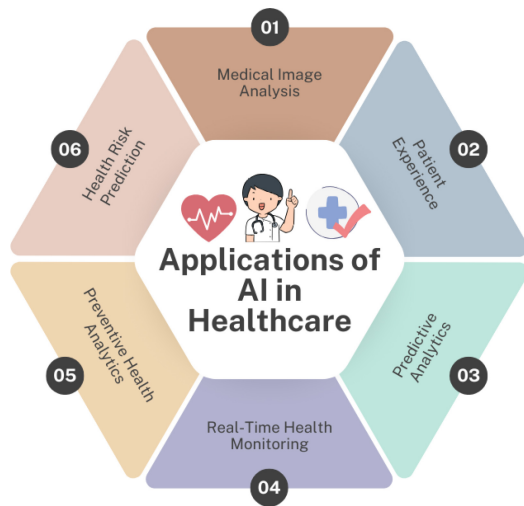 01
Medical Image
Analysis
02
Patient
Experience
03
Predictive
Analytics
04
Real-Time Health
Monitoring
05
Preventive Health
Analytics
06
Health Risk
Prediction
Applications of
AI in
Healthcare